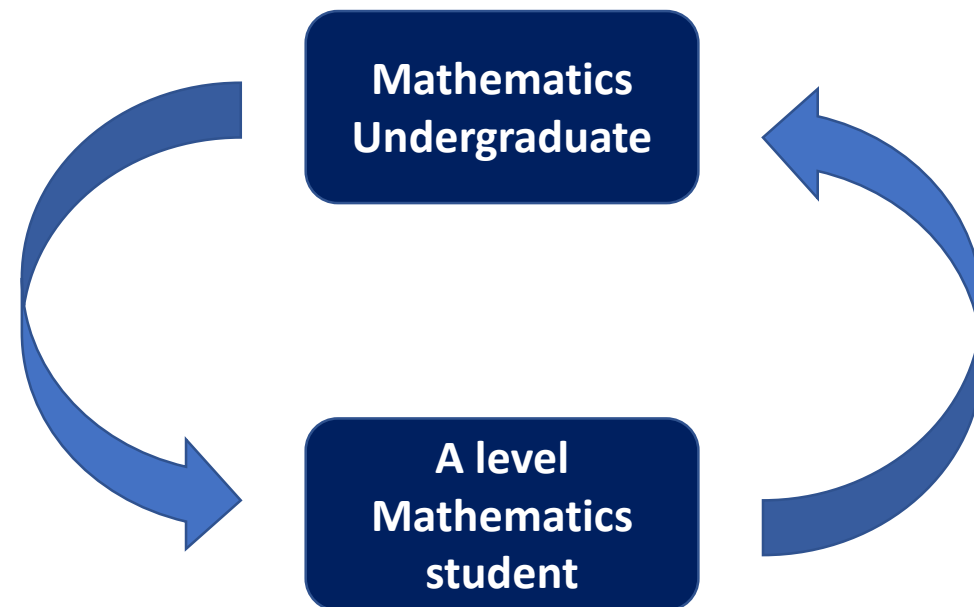 Mathematics
Undergraduate
A level
Mathematics
student